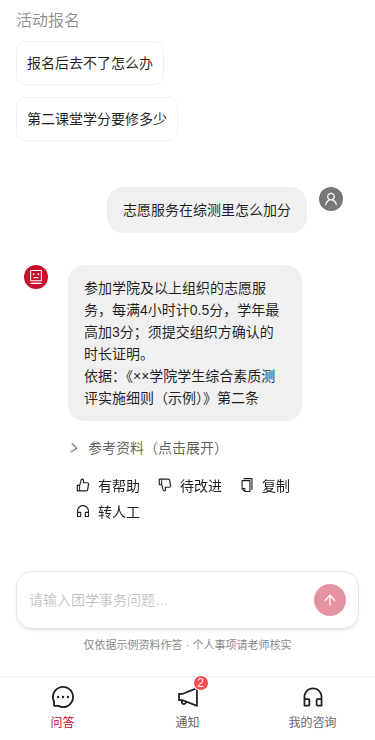 活动报名
报名后去不了怎么办
第二课堂学分要修多少
志愿服务在综测里怎么加分
参加学院及以上组织的志愿服
务，每满4小时计0.5分，学年最
高加3分；须提交组织方确认的
时长证明。
依据：《××学院学生综合素质测
评实施细则（示例）》第二条
参考资料（点击展开）
有帮助 待改进 复制
转人工
请输入团学事务问题…
仅依据示例资料作答 · 个人事项请老师核实
2
问答 通知 我的咨询